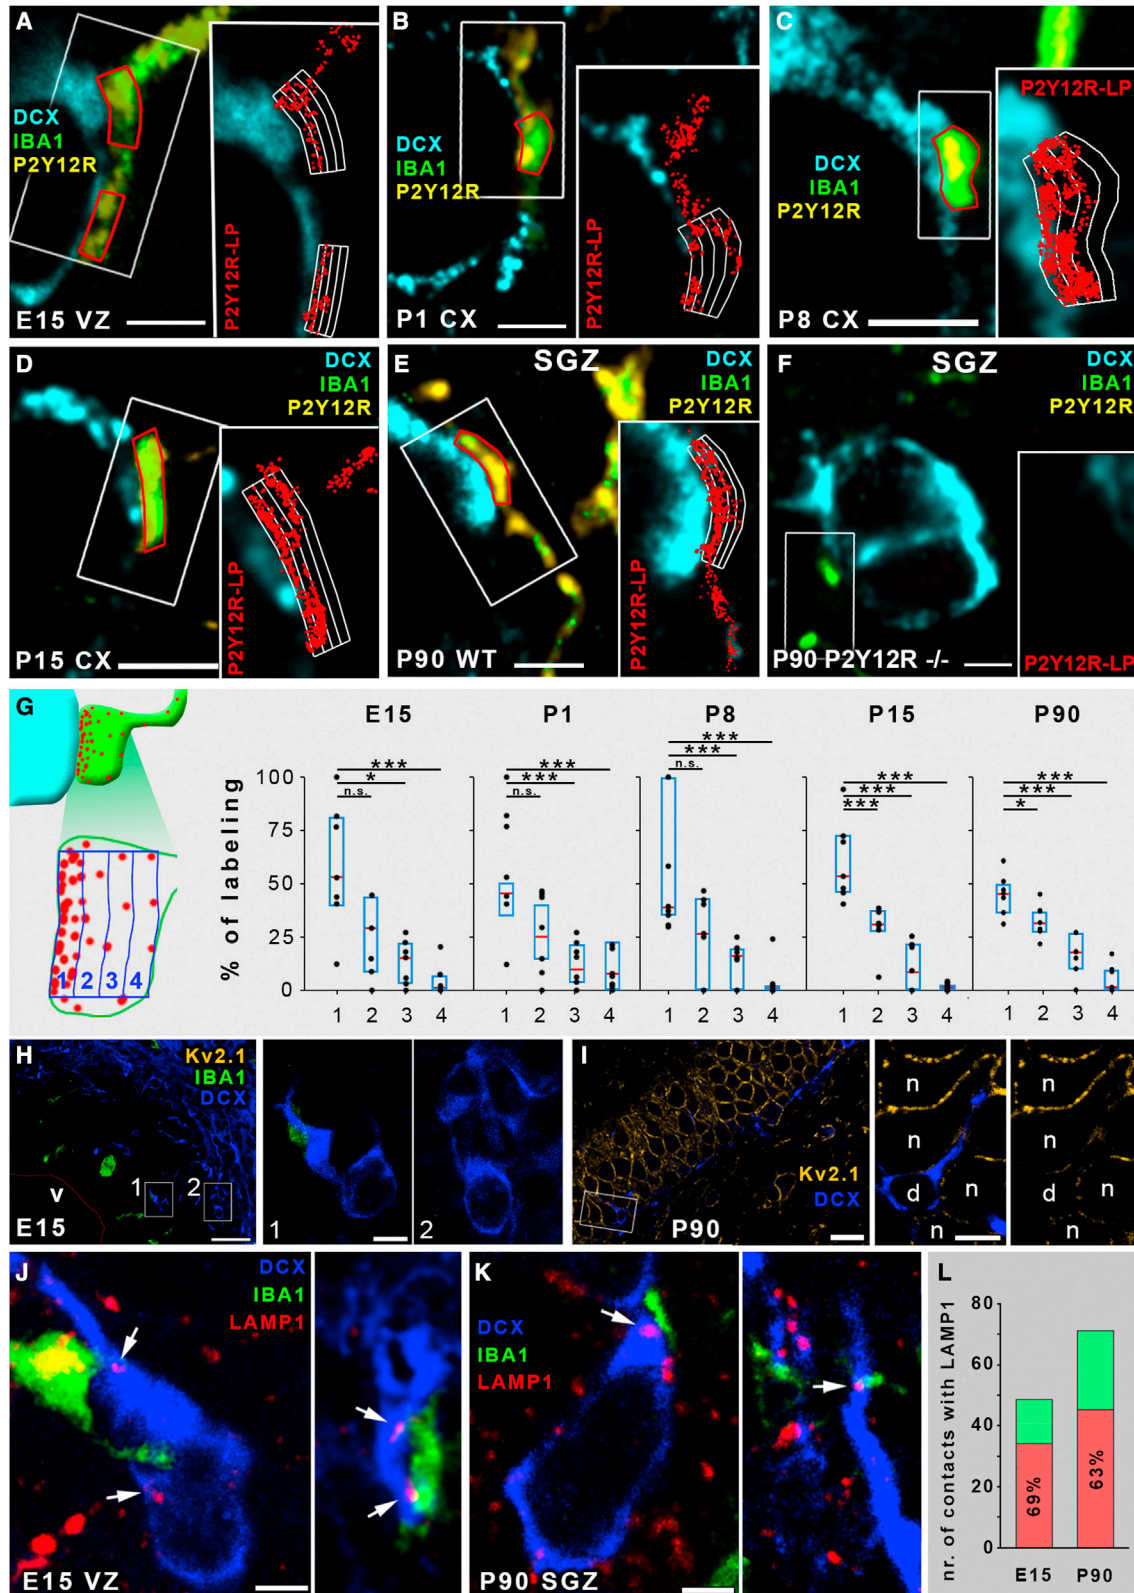 A
DCX
IBA1
P2Y12R
E15 VZ
P2Y12R-LP
B
DCX
IBA1
P2Y12R
P1 CX
P2Y12R-LP
C
DCX
IBA1
P2Y12R
P8 CX
P2Y12R-LP
D
DCX
IBA1
P2Y12R
P15 CX
P2Y12R-LP
E
SGZ
DCX
IBA1
P2Y12R
P90 WT
P2Y12R-LP
F
SGZ
DCX
IBA1
P2Y12R
P90 P2Y12R -/-
P2Y12R-LP
G
1 2 3 4
% of labeling
100
75
50
25
0
E15
***
*
n.s.
1 2 3 4
P1
***
***
n.s.
1 2 3 4
P8
***
***
n.s.
1 2 3 4
P15
***
***
***
1 2 3 4
P90
***
***
*
1 2 3 4
H
Kv2.1
IBA1
DCX
v
1
2
E15
1
2
I
Kv2.1
DCX
P90
n
n
d
n
n
n
n
d
n
n
J
DCX
IBA1
LAMP1
E15 VZ
K
DCX
IBA1
LAMP1
P90 SGZ
L
nr. of contacts with LAMP1
80
60
40
20
0
69%
63%
E15
P90